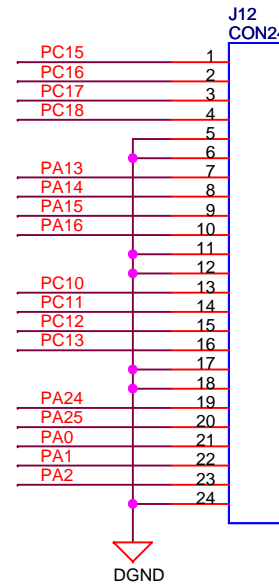 J12
CON24
PC15 1
PC16 2
PC17 3
PC18 4
5
6
PA13 7
PA14 8
PA15 9
PA16 10
11
12
PC10 13
PC11 14
PC12 15
PC13 16
17
18
PA24 19
PA25 20
PA0 21
PA1 22
PA2 23
24
DGND